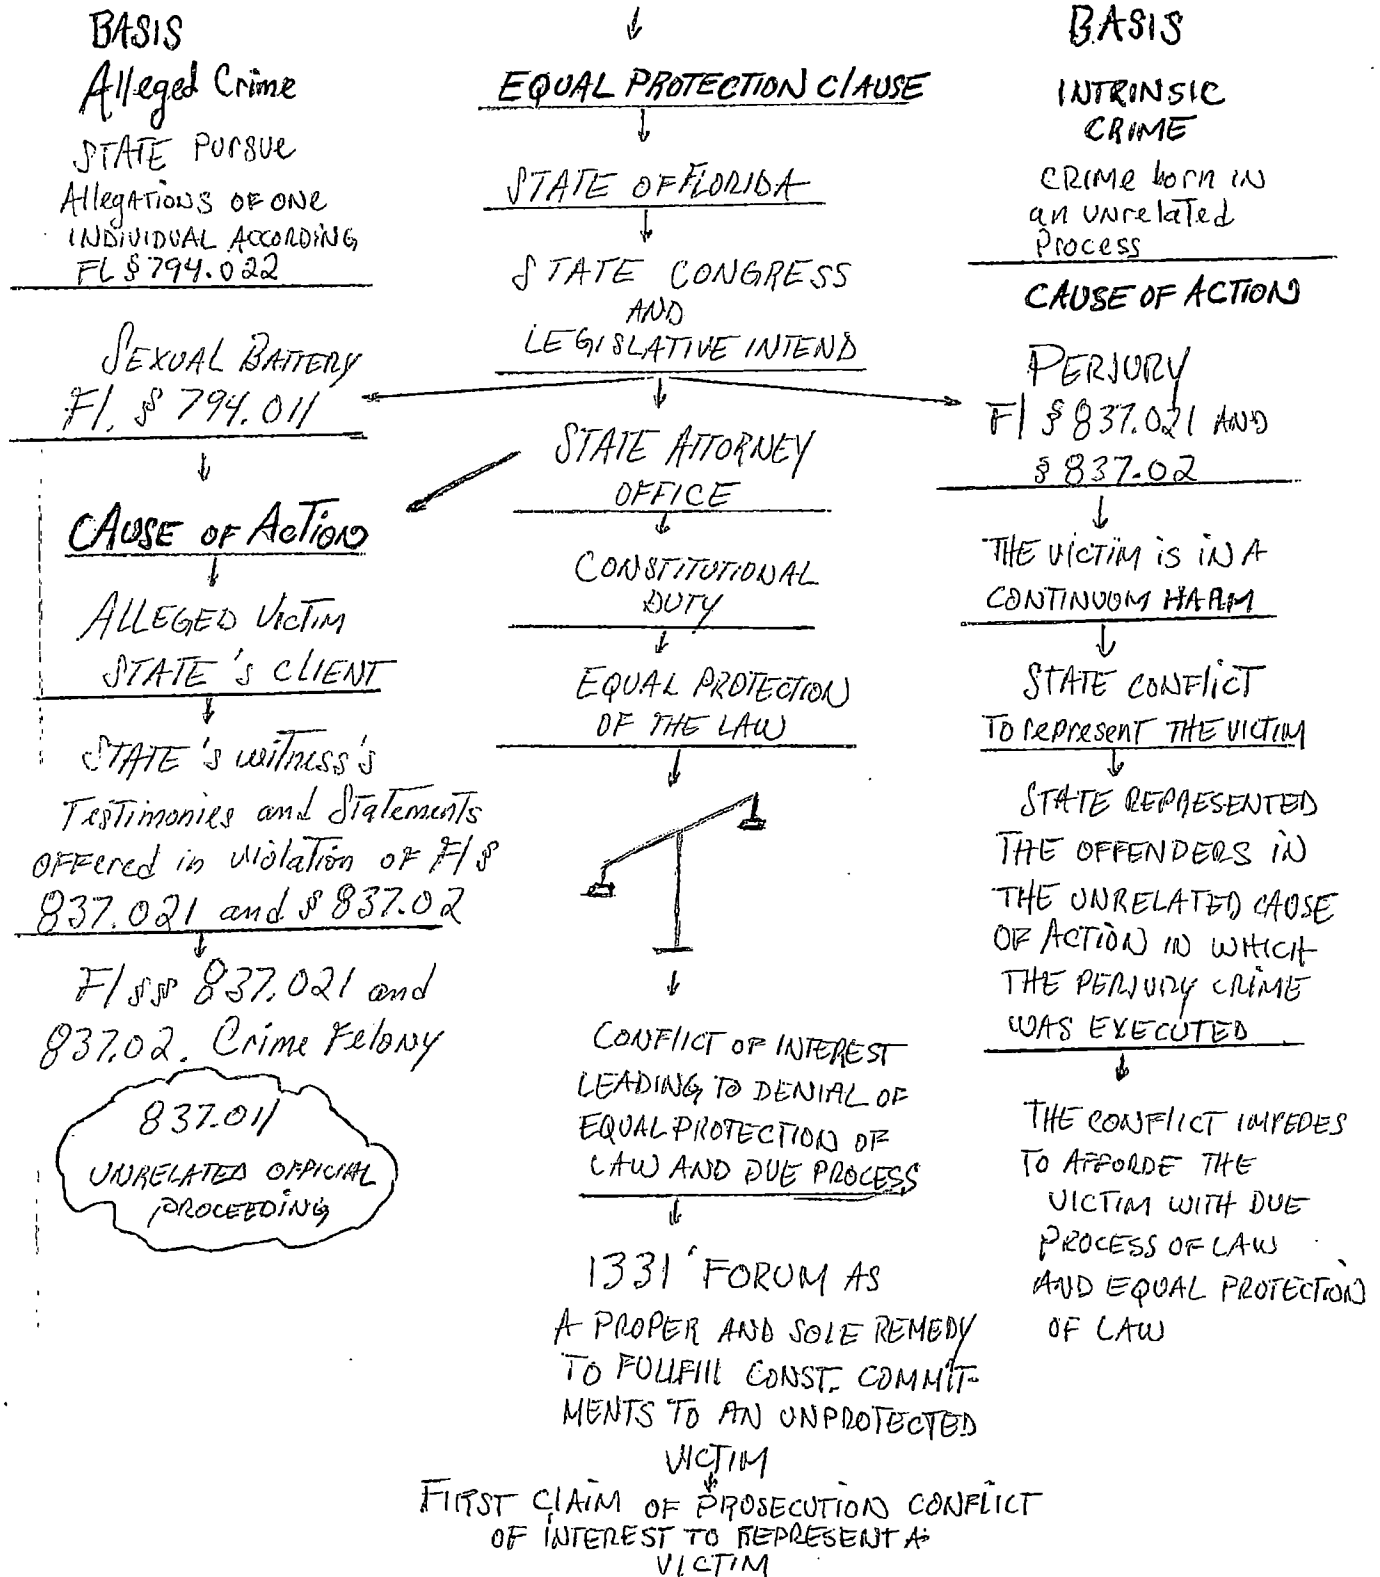 BASIS
Alleged Crime
STATE Pursue
Allegations OF ONE
INDIVIDUAL ACCORDING
FL § 794.022
SEXUAL BATTERY
Fl. § 794.011
CAUSE OF ACTION
ALLEGED VICTIM
STATE'S CLIENT
STATE'S witness's
Testimonies and Statements
OFFered in violation OF Fl §
837.021 and § 837.02
Fl §§ 837.021 and
837.02. Crime Felony
837.011
UNRELATED OFFICIAL
PROCEEDING
EQUAL PROTECTION ClAUSE
STATE OF FLORIDA
STATE CONGRESS
AND
LEGISLATIVE INTEND
STATE ATTORNEY
OFFICE
CONSTITUTIONAL
DUTY
EQUAL PROTECTION
OF THE LAW
CONFLICT OF INTEREST
LEADING TO DENIAL OF
EQUAL PROTECTION OF
LAW AND DUE PROCESS
1331' FORUM AS
A PROPER AND SOLE REMEDY
TO FULLFIll CONST. COMMIT-
MENTS TO AN UNPROTECTED
VICTIM
FIRST ClAIM OF PROSECUTION CONFLICT
OF INTEREST TO REPRESENT A
VICTIM
BASIS
INTRINSIC
CRIME
CRIME born IN
an unrelated
Process
CAUSE OF ACTION
PERJURY
Fl § 837.021 AND
§ 837.02
THE VICTIM is IN A
CONTINUOM HARM
STATE CONFLICT
TO represent THE VICTIM
STATE REPRESENTED
THE OFFENDERS IN
THE UNRELATED CAUSE
OF ACTION IN WHICH
THE PERJURY CRIME
WAS EXECUTED
THE CONFLICT IMPEDES
TO AFFORDE THE
VICTIM WITH DUE
PROCESS OF LAW
AND EQUAL PROTECTION
OF LAW